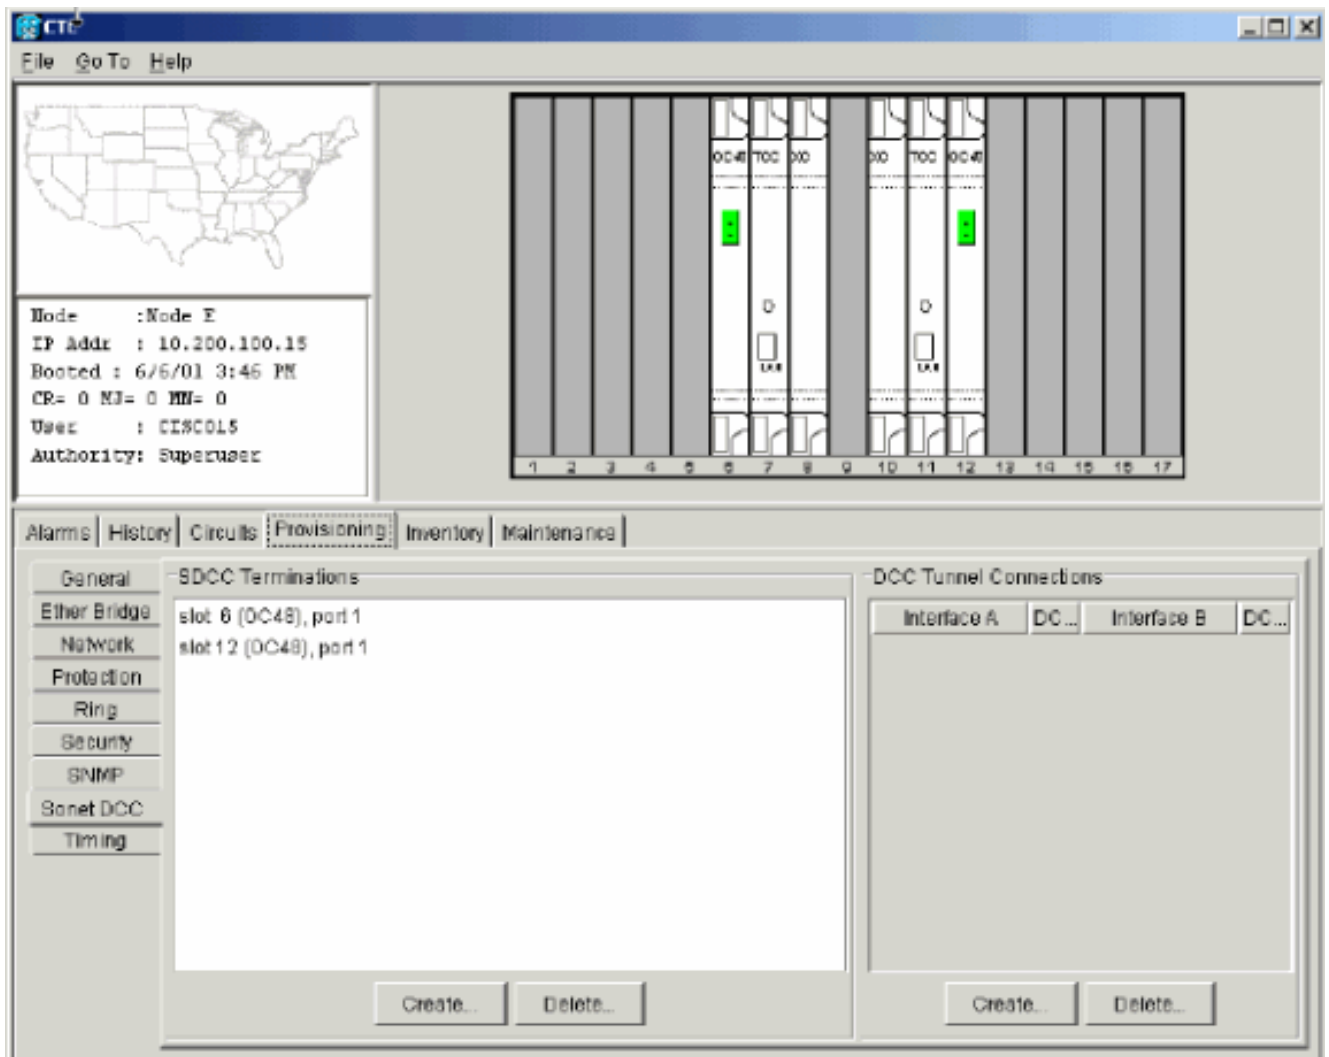 CTC
File Go To Help
Node :Node E
IP Addr : 10.200.100.15
Booted : 6/6/01 3:46 PM
CR= 0 MJ= 0 MN= 0
User : CISCO15
Authority: Superuser
OC48 TCC XC XC TCC OC48
LAN LAN
1 2 3 4 5 6 7 8 9 10 11 12 13 14 15 16 17
Alarms History Circuits Provisioning Inventory Maintenance
General
Ether Bridge
Network
Protection
Ring
Security
SNMP
Sonet DCC
Timing
SDCC Terminations
slot 6 (OC48), port 1
slot 12 (OC48), port 1
Create... Delete...
DCC Tunnel Connections
Interface A DC... Interface B DC...
Create... Delete...